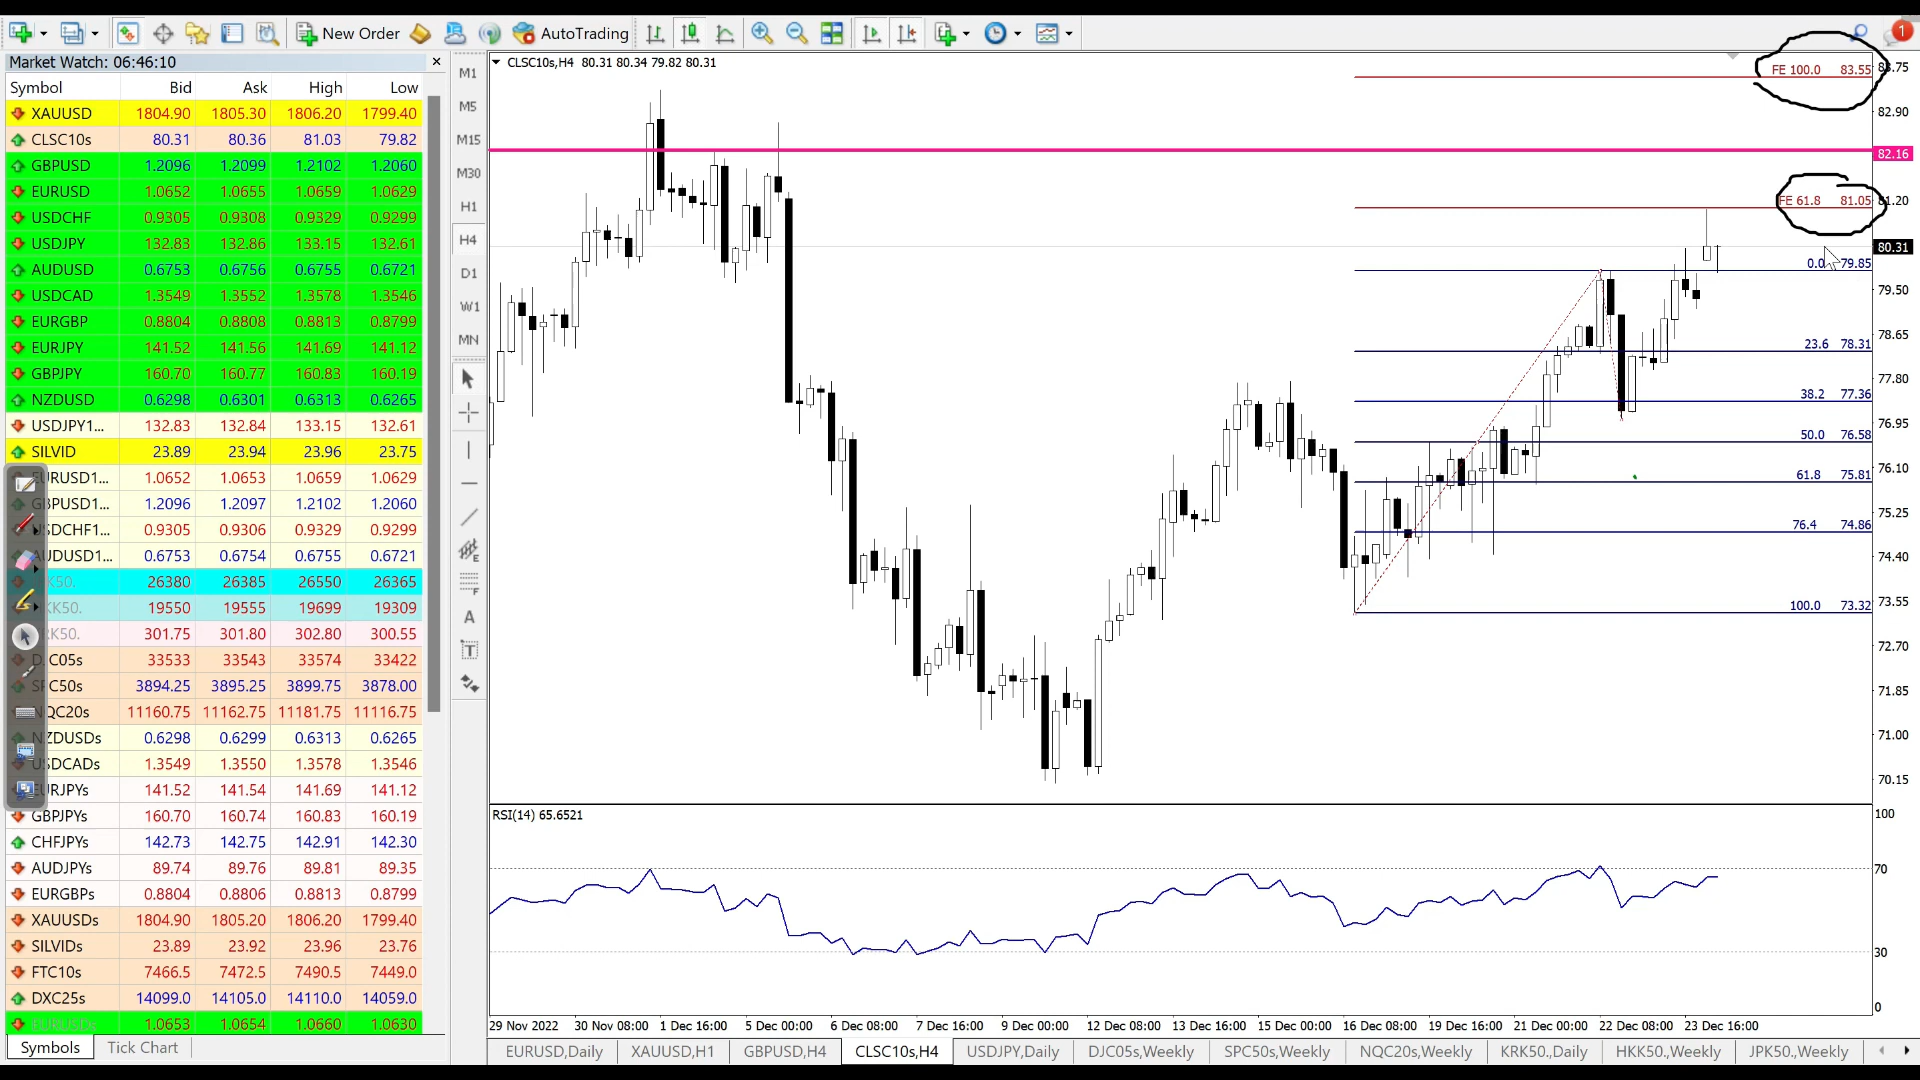 New Order
AutoTrading
1
Market Watch: 06:46:10
Symbol Bid Ask High Low
XAUUSD 1804.90 1805.30 1806.20 1799.40
CLSC10s 80.31 80.36 81.03 79.82
GBPUSD 1.2096 1.2099 1.2102 1.2060
EURUSD 1.0652 1.0655 1.0659 1.0629
USDCHF 0.9305 0.9308 0.9329 0.9299
USDJPY 132.83 132.86 133.15 132.61
AUDUSD 0.6753 0.6756 0.6755 0.6721
USDCAD 1.3549 1.3552 1.3578 1.3546
EURGBP 0.8804 0.8808 0.8813 0.8799
EURJPY 141.52 141.56 141.69 141.12
GBPJPY 160.70 160.77 160.83 160.19
NZDUSD 0.6298 0.6301 0.6313 0.6265
USDJPY1... 132.83 132.84 133.15 132.61
SILVID 23.89 23.94 23.96 23.75
1.0652 1.0653 1.0659 1.0629
1.2096 1.2097 1.2102 1.2060
0.9305 0.9306 0.9329 0.9299
0.6753 0.6754 0.6755 0.6721
26380 26385 26550 26365
19550 19555 19699 19309
301.75 301.80 302.80 300.55
33533 33543 33574 33422
3894.25 3895.25 3899.75 3878.00
11160.75 11162.75 11181.75 11116.75
0.6298 0.6299 0.6313 0.6265
1.3549 1.3550 1.3578 1.3546
141.52 141.54 141.69 141.12
GBPJPYs 160.70 160.74 160.83 160.19
CHFJPYs 142.73 142.75 142.91 142.30
AUDJPYs 89.74 89.76 89.81 89.35
EURGBPs 0.8804 0.8806 0.8813 0.8799
XAUUSDs 1804.90 1805.20 1806.20 1799.40
SILVIDs 23.89 23.92 23.96 23.76
FTC10s 7466.5 7472.5 7490.5 7449.0
DXC25s 14099.0 14105.0 14110.0 14059.0
1.0653 1.0654 1.0660 1.0630
Symbols Tick Chart
M1
M5
M15
M30
H1
H4
D1
W1
MN
A
T
CLSC10s,H4 80.31 80.34 79.82 80.31
FE 100.0 83.55
FE 61.8 81.05
0.0 79.85
23.6 78.31
38.2 77.36
50.0 76.58
61.8 75.81
76.4 74.86
100.0 73.32
83.75
82.90
82.16
81.20
80.31
79.50
78.65
77.80
76.95
76.10
75.25
74.40
73.55
72.70
71.85
71.00
70.15
RSI(14) 65.6521
100
70
30
0
29 Nov 2022 30 Nov 08:00 1 Dec 16:00 5 Dec 00:00 6 Dec 08:00 7 Dec 16:00 9 Dec 00:00 12 Dec 08:00 13 Dec 16:00 15 Dec 00:00 16 Dec 08:00 19 Dec 16:00 21 Dec 00:00 22 Dec 08:00 23 Dec 16:00
EURUSD,Daily XAUUSD,H1 GBPUSD,H4 CLSC10s,H4 USDJPY,Daily DJC05s,Weekly SPC50s,Weekly NQC20s,Weekly KRK50.,Daily HKK50.,Weekly JPK50.,Weekly